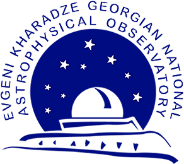 EVGENI KHARADZE GEORGIAN NATIONAL
ASTROPHYSICAL OBSERVATORY